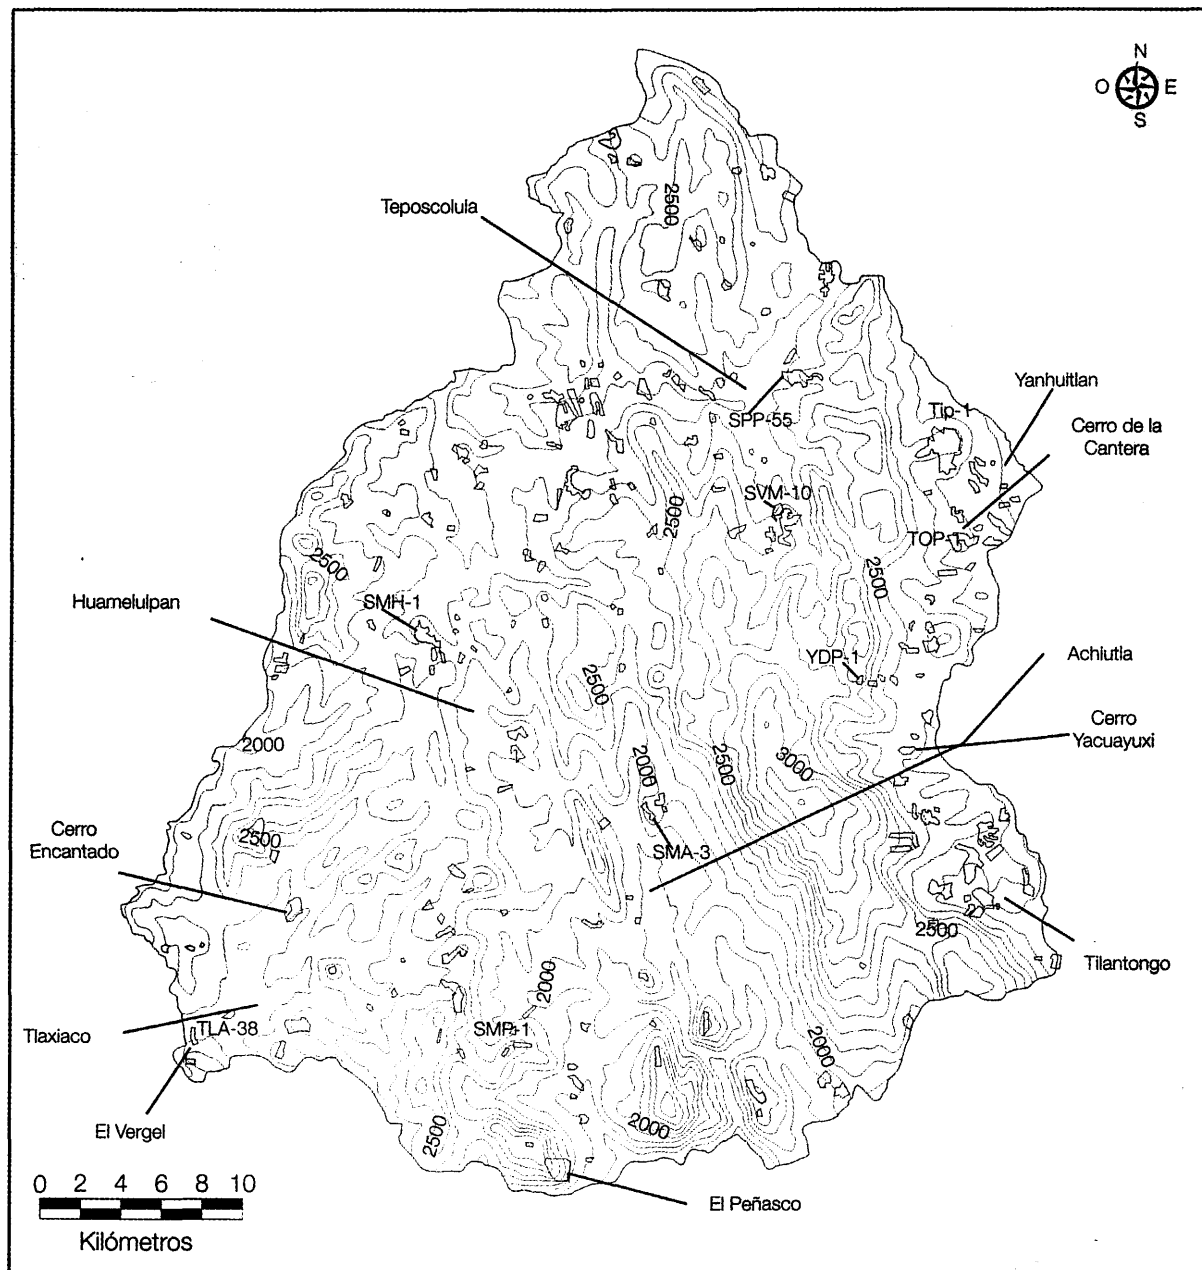 N
O E
S
2500
Teposcolula
SPP-55
Tip-1
Yanhuitlan
Cerro de la
Cantera
SVM-10
2500
TOP-1
2500
2500
Huamelulpan
SMH-1
YDP-1
Achiutla
2500
Cerro
Yacuayuxi
2000
2000
2500
3000
Cerro
Encantado
2500
SMA-3
2500
Tilantongo
2000
Tlaxiaco
TLA-38
SMP-1
2000
El Vergel
2500
2000
El Peñasco
0 2 4 6 8 10
Kilómetros